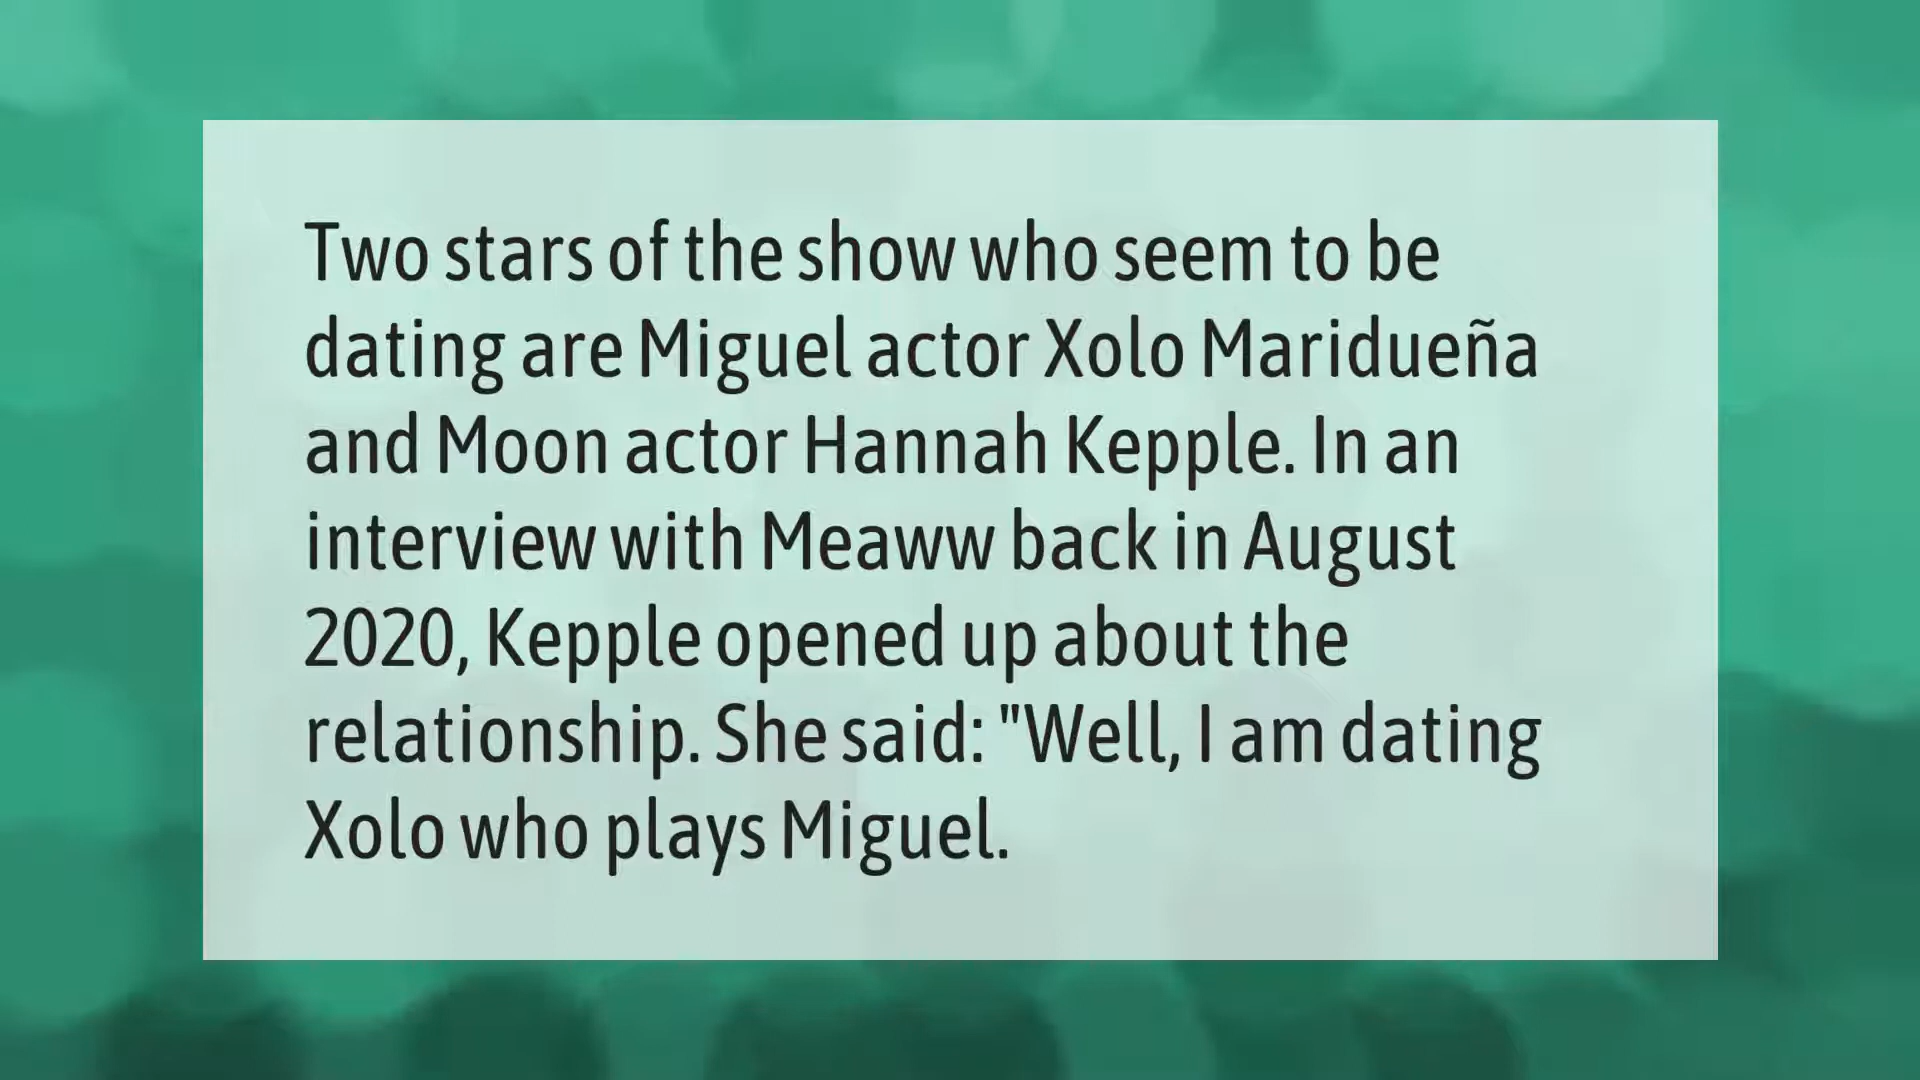 Two stars of the show who seem to be
dating are Miguel actor Xolo Maridueña
and Moon actor Hannah Kepple. In an
interview with Meaww back in August
2020, Kepple opened up about the
relationship. She said: "Well, I am dating
Xolo who plays Miguel.